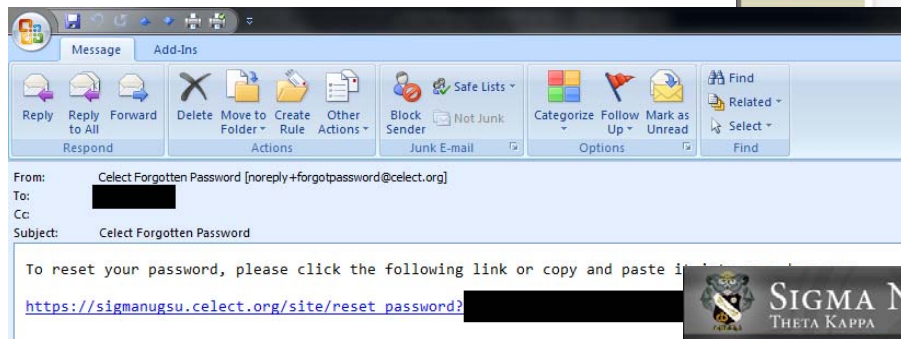 Message Add-Ins
Reply Reply to All Forward Delete Move to Folder Create Rule Other Actions Block Sender Safe Lists Not Junk Categorize Follow Up Mark as Unread Find Related Select
Respond Actions Junk E-mail Options Find
From: Celect Forgotten Password [noreply+forgotpassword@celect.org]
To:
Cc:
Subject: Celect Forgotten Password
To reset your password, please click the following link or copy and paste
https://sigmanugsu.celect.org/site/reset_password?
SIGMA N
THETA KAPPA